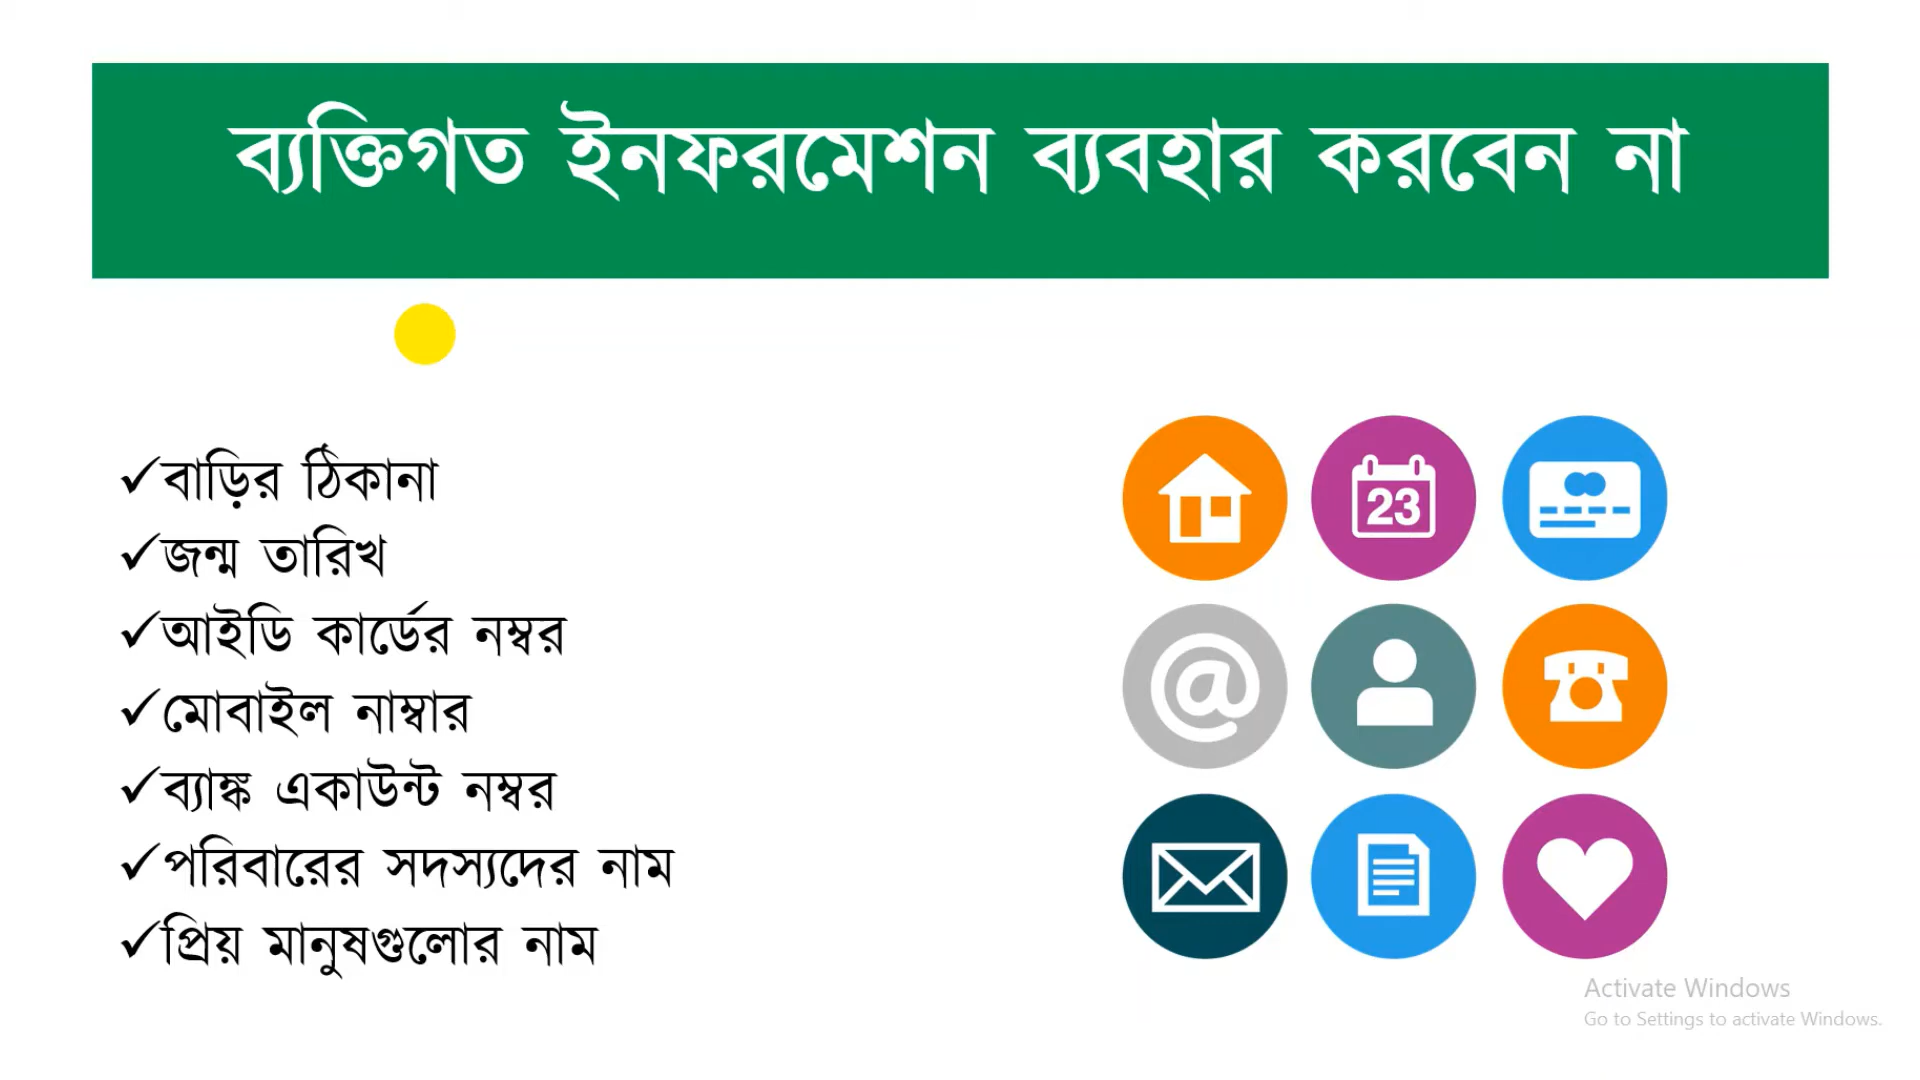 ব্যক্তিগত ইনফরমেশন ব্যবহার করবেন না
✓বাড়ির ঠিকানা
✓জন্ম তারিখ
✓আইডি কার্ডের নম্বর
✓মোবাইল নাম্বার
✓ব্যাঙ্ক একাউন্ট নম্বর
✓পরিবারের সদস্যদের নাম
✓প্রিয় মানুষগুলোর নাম
23
@
Activate Windows
Go to Settings to activate Windows.